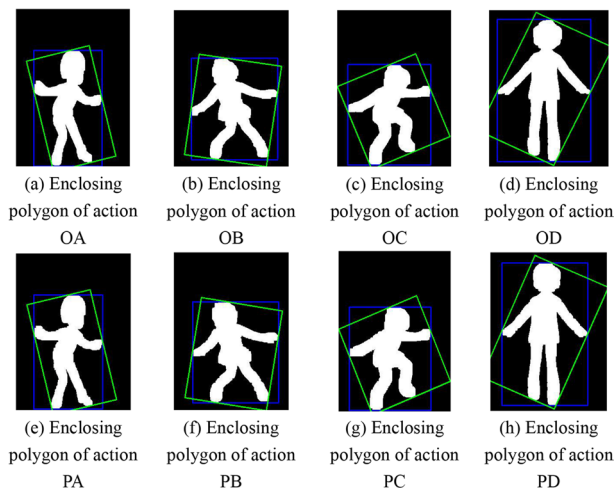 (a) Enclosing
polygon of action
OA
(b) Enclosing
polygon of action
OB
(c) Enclosing
polygon of action
OC
(d) Enclosing
polygon of action
OD
(e) Enclosing
polygon of action
PA
(f) Enclosing
polygon of action
PB
(g) Enclosing
polygon of action
PC
(h) Enclosing
polygon of action
PD